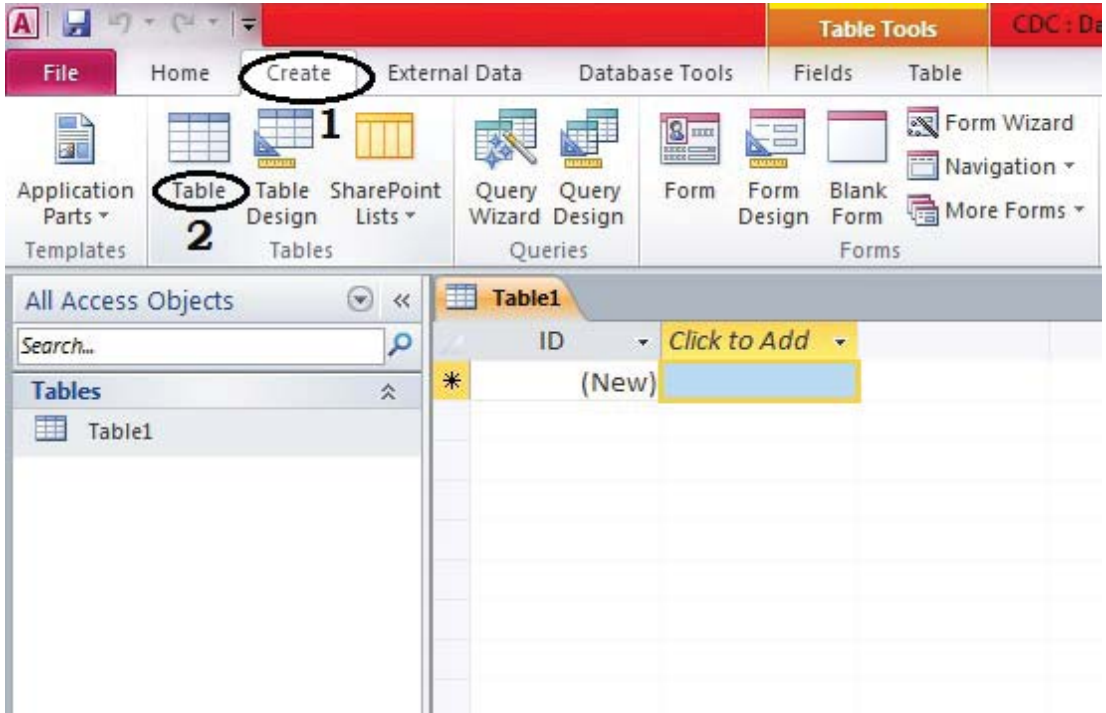 A
Table Tools
CDC : Da
File Home Create External Data Database Tools Fields Table
1
Application Parts
Table
2
Table Design
SharePoint Lists
Query Wizard
Query Design
Form
Form Design
Blank Form
Form Wizard
Navigation
More Forms
Templates Tables Queries Forms
All Access Objects «
Search...
Tables
Table1
Table1
ID Click to Add
* (New)